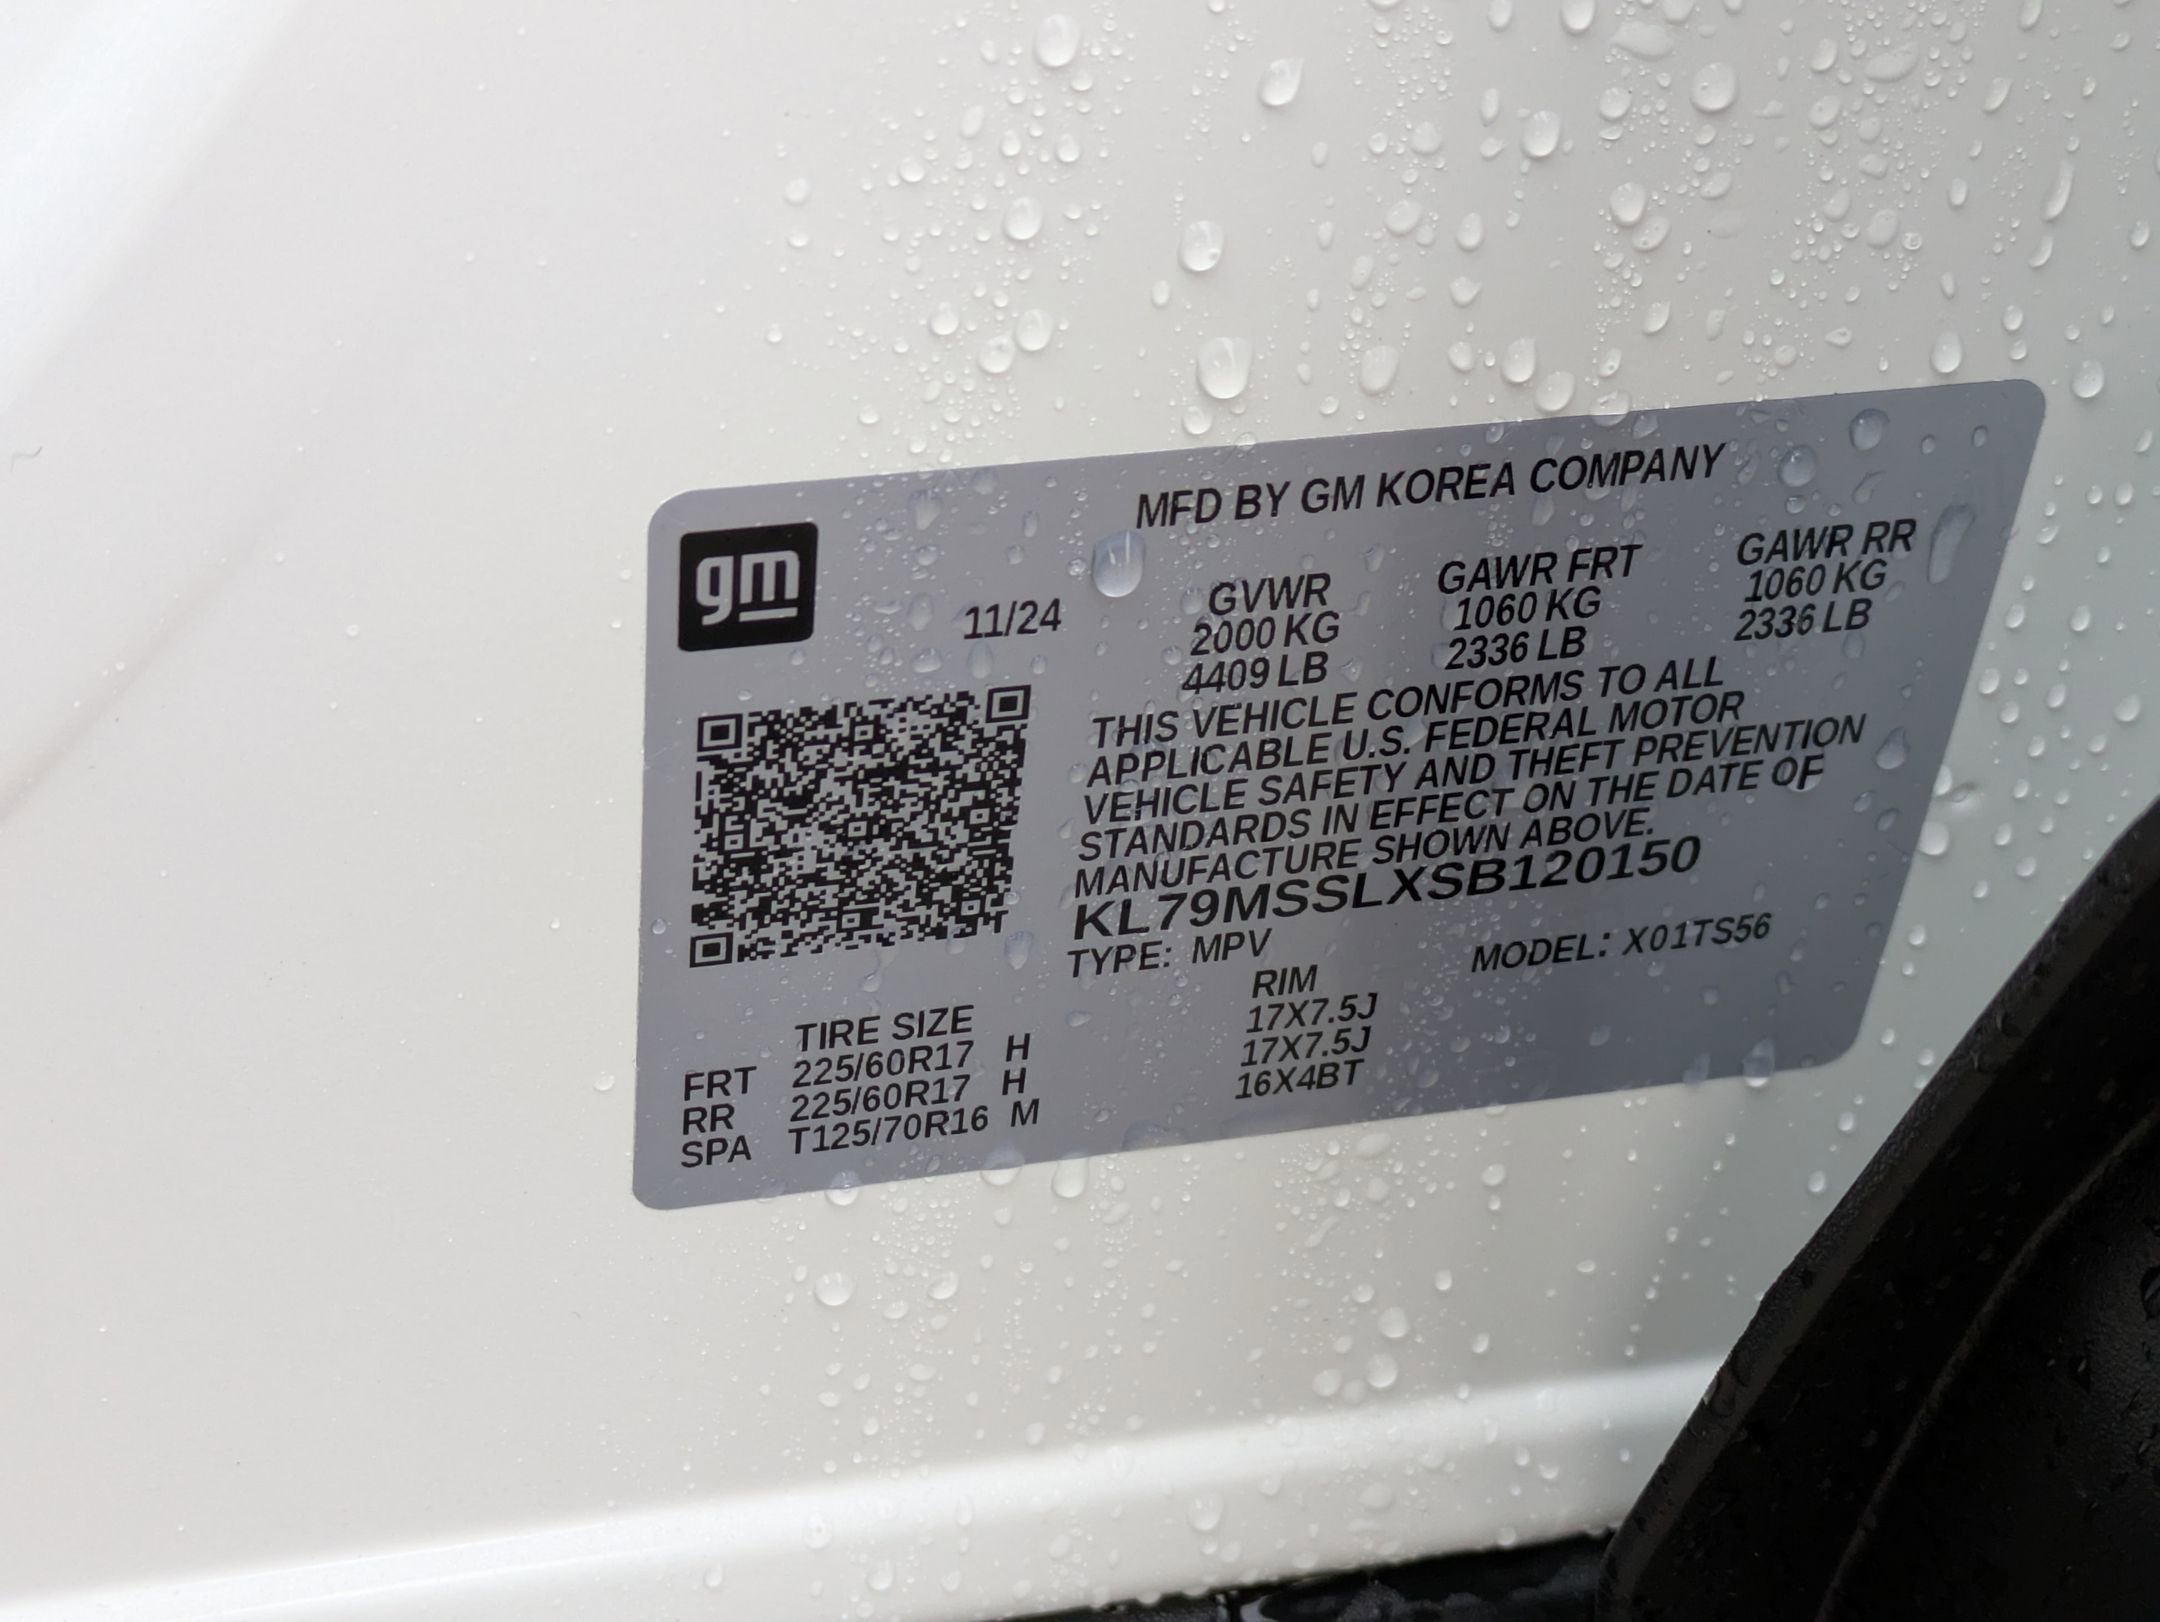 MFD BY GM KOREA COMPANY
gm
11/24
GVWR GAWR FRT GAWR RR
2000 KG 1060 KG 1060 KG
4409 LB 2336 LB 2336 LB
THIS VEHICLE CONFORMS TO ALL
APPLICABLE U.S. FEDERAL MOTOR
VEHICLE SAFETY AND THEFT PREVENTION
STANDARDS IN EFFECT ON THE DATE OF
MANUFACTURE SHOWN ABOVE.
KL79MSSLXSB120150
TYPE: MPV MODEL: X01TS56
TIRE SIZE RIM
FRT 225/60R17 H 17X7.5J
RR 225/60R17 H 17X7.5J
SPA T125/70R16 M 16X4BT